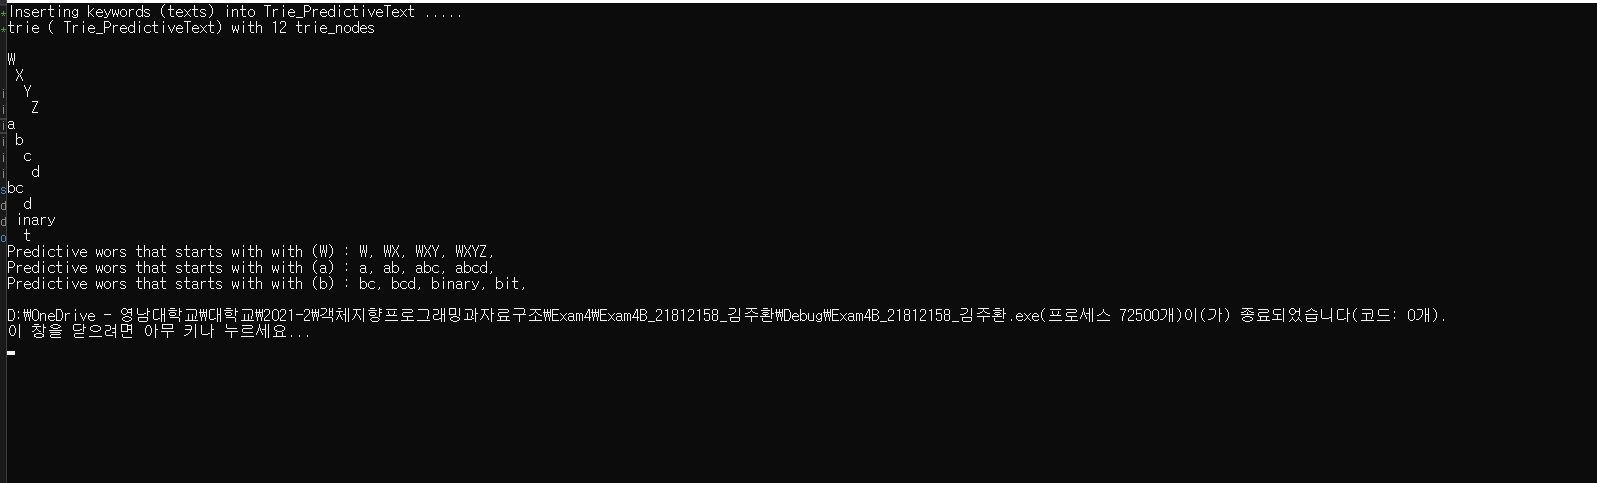 Inserting keywords (texts) into Trie_PredictiveText .....
trie ( Trie_PredictiveText) with 12 trie_nodes
W
X
Y
Z
a
b
c
d
bc
d
inary
t
Predictive wors that starts with with (W) : W, WX, WXY, WXYZ,
Predictive wors that starts with with (a) : a, ab, abc, abcd,
Predictive wors that starts with with (b) : bc, bcd, binary, bit,
D:₩OneDrive - 영남대학교₩대학교₩2021-2₩객체지향프로그래밍과자료구조₩Exam4₩Exam4B_21812158_김주환₩Debug₩Exam4B_21812158_김주환.exe(프로세스 72500개)이(가) 종료되었습니다(코드: 0개).
이 창을 닫으려면 아무 키나 누르세요...